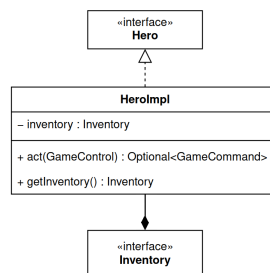 «interface»
Hero
HeroImpl
− inventory : Inventory
+ act(GameControl) : Optional<GameCommand>
+ getInventory() : Inventory
«interface»
Inventory